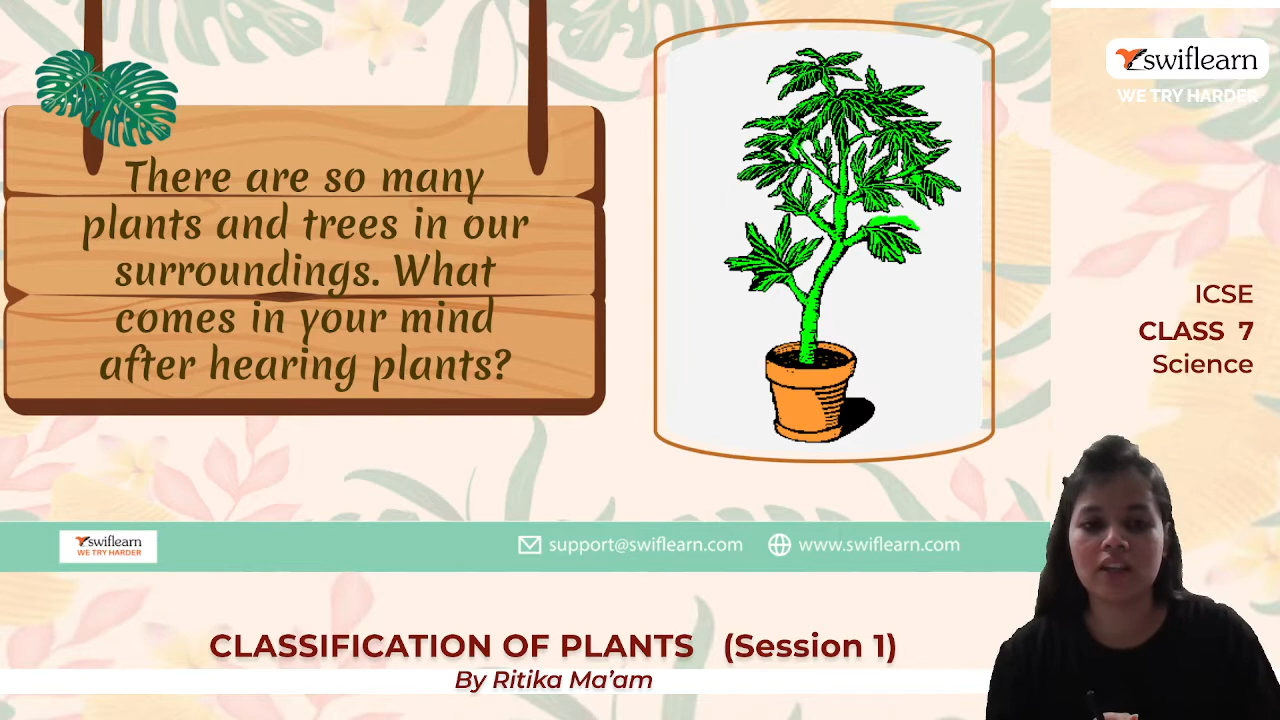 There are so many
plants and trees in our
surroundings. What
comes in your mind
after hearing plants?
swiflearn
WE TRY HARDER
ICSE
CLASS 7
Science
swiflearn
WE TRY HARDER
support@swiflearn.com
www.swiflearn.com
CLASSIFICATION OF PLANTS (Session 1)
By Ritika Ma'am